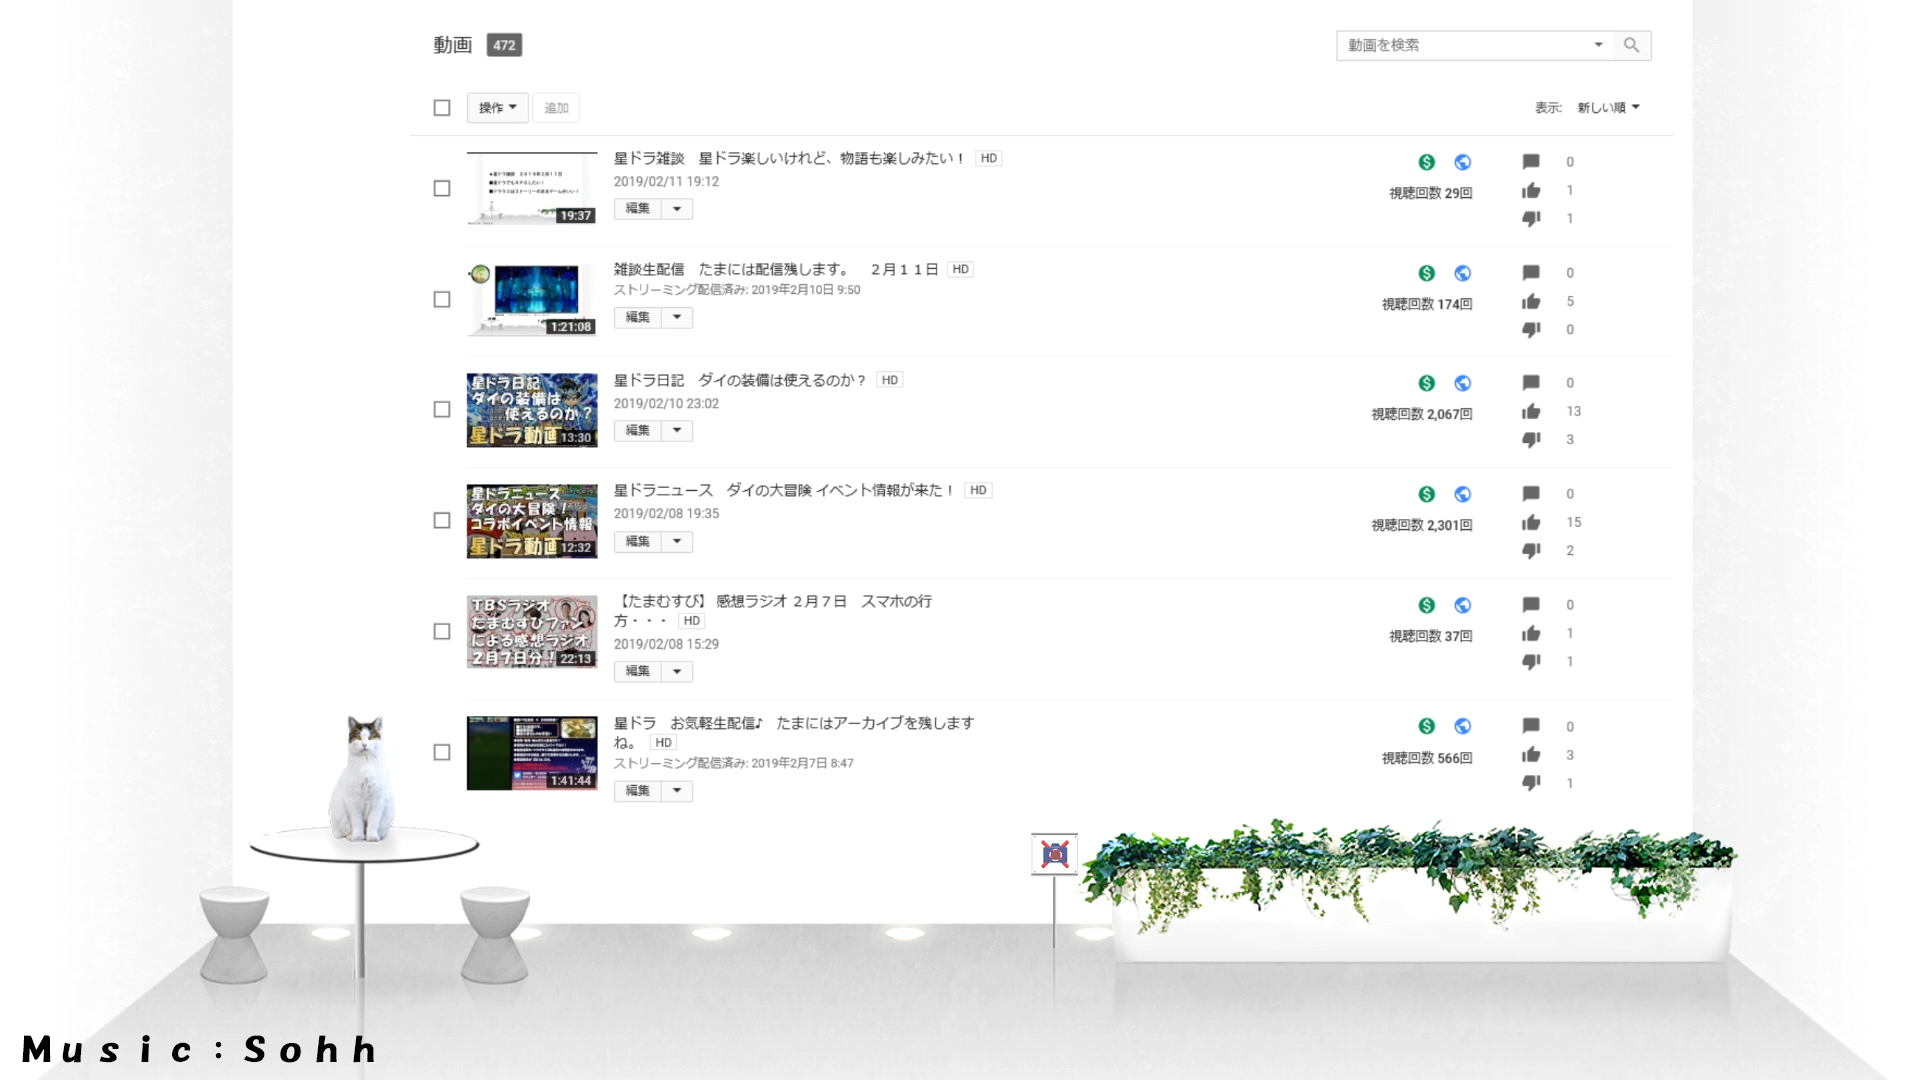 動画 472
動画を検索
操作 追加
表示: 新しい順
星ドラ雑談　星ドラ楽しいけれど、物語も楽しみたい！ HD
2019/02/11 19:12
編集
19:37
視聴回数 29回
0
1
1
雑談生配信　たまには配信残します。　２月１１日 HD
ストリーミング配信済み: 2019年2月10日 9:50
編集
1:21:08
視聴回数 174回
0
5
0
星ドラ日記
ダイの装備は
使えるのか？
星ドラ動画 13:30
星ドラ日記　ダイの装備は使えるのか？ HD
2019/02/10 23:02
編集
視聴回数 2,067回
0
13
3
星ドラニュース
ダイの大冒険！
コラボイベント情報
星ドラ動画 12:32
星ドラニュース　ダイの大冒険 イベント情報が来た！ HD
2019/02/08 19:35
編集
視聴回数 2,301回
0
15
2
TBSラジオ
たまむすびファン
による感想ラジオ
2月7日分！ 22:13
【たまむすび】 感想ラジオ ２月７日　スマホの行
方・・・ HD
2019/02/08 15:29
編集
視聴回数 37回
0
1
1
星ドラ　お気軽生配信♪　たまにはアーカイブを残します
ね。 HD
ストリーミング配信済み: 2019年2月7日 8:47
編集
1:41:44
視聴回数 566回
0
3
1
Ｍｕｓｉｃ：Ｓｏｈｈ